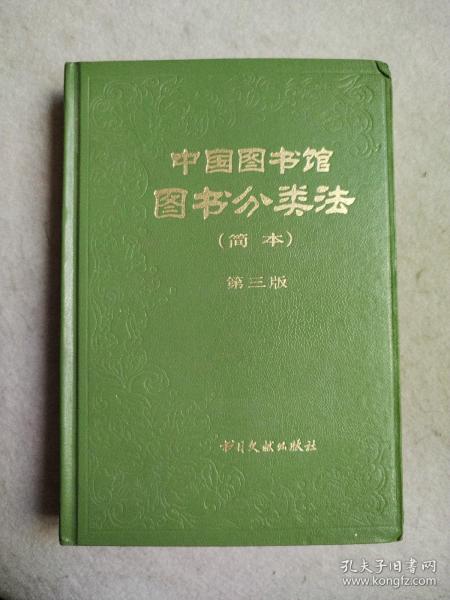 中国图书馆
图书分类法
(简本)
第三版
书目文献出版社
孔夫子旧书网
www.kongfz.com